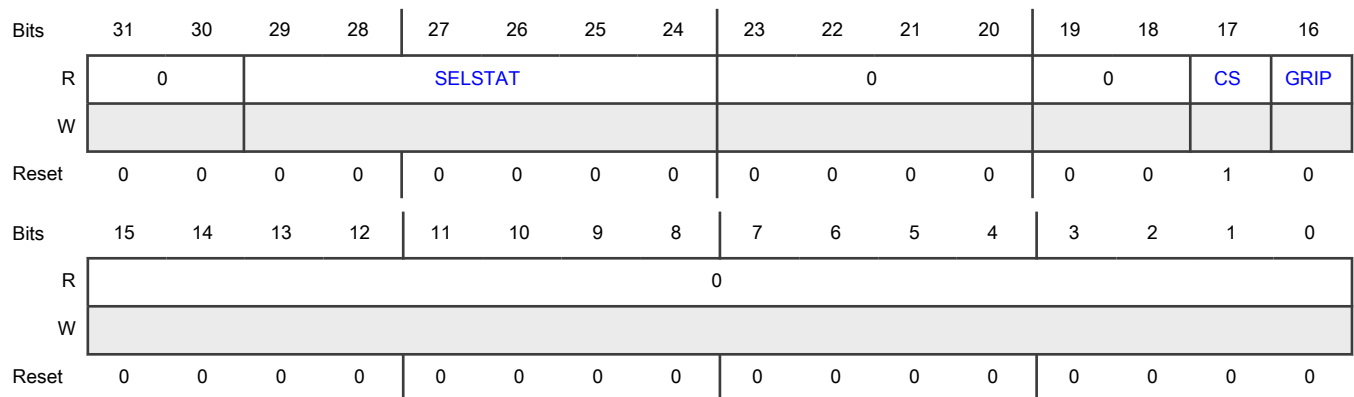 Bits 31 30 29 28 27 26 25 24 23 22 21 20 19 18 17 16
R 0 SELSTAT 0 0 CS GRIP
W
Reset 0 0 0 0 0 0 0 0 0 0 0 0 0 0 1 0
Bits 15 14 13 12 11 10 9 8 7 6 5 4 3 2 1 0
R 0
W
Reset 0 0 0 0 0 0 0 0 0 0 0 0 0 0 0 0